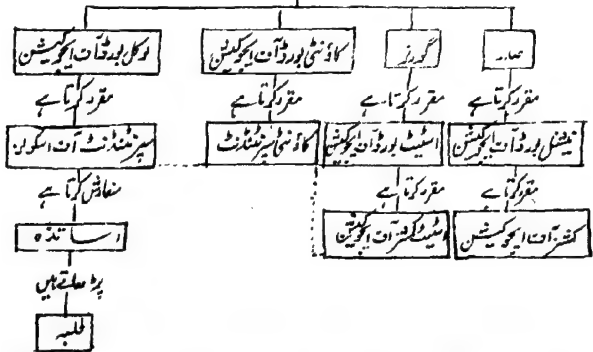 صدر
گورنر
کاؤنٹی بورڈ آف ایجوکیشن
لوکل بورڈ آف ایجوکیشن
مقرر کرتا ہے
مقرر کرتا ہے
مقرر کرتا ہے
مقرر کرتا ہے
نیشنل بورڈ آف ایجوکیشن
اسٹیٹ بورڈ آف ایجوکیشن
کاؤنٹی سپرنٹنڈنٹ
سپرنٹنڈنٹ آف اسکولز
مقرر کرتا ہے
مقرر کرتا ہے
سفارش کرتا ہے
کمشنر آف ایجوکیشن
اسٹیٹ کمشنر آف ایجوکیشن
اساتذہ
پڑھاتے ہیں
طلبہ